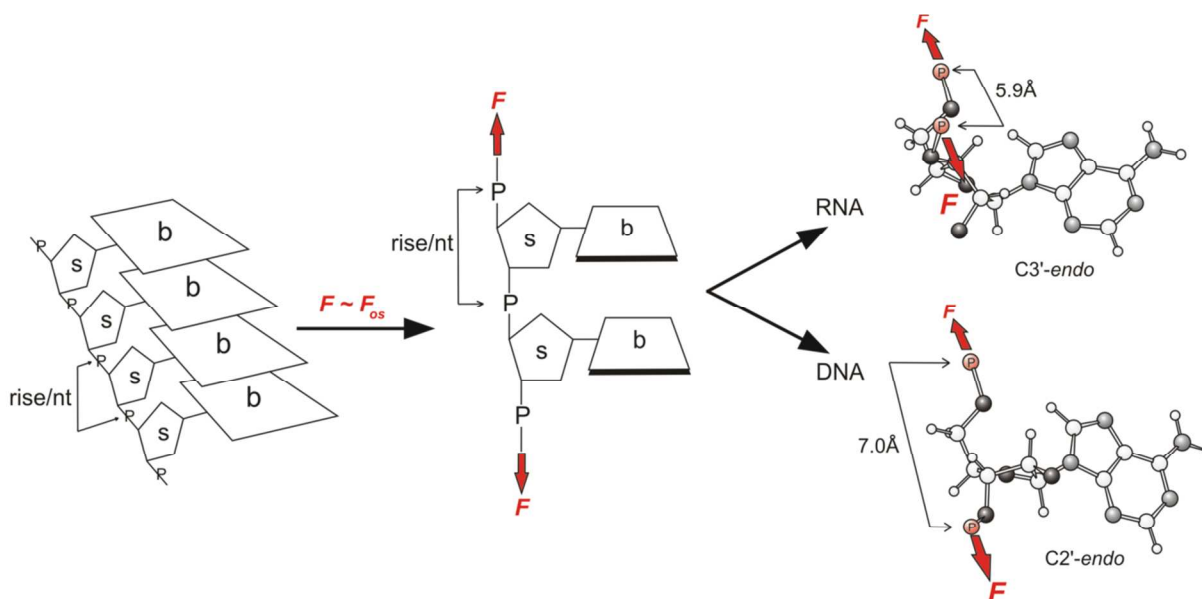 P
s
b
P
s
b
P
s
b
P
s
b
P
rise/nt
F ~ Fos
F
P
rise/nt
s
b
P
s
b
P
F
RNA
DNA
F
P
5.9Å
P
F
C3'-endo
F
P
7.0Å
P
F
C2'-endo